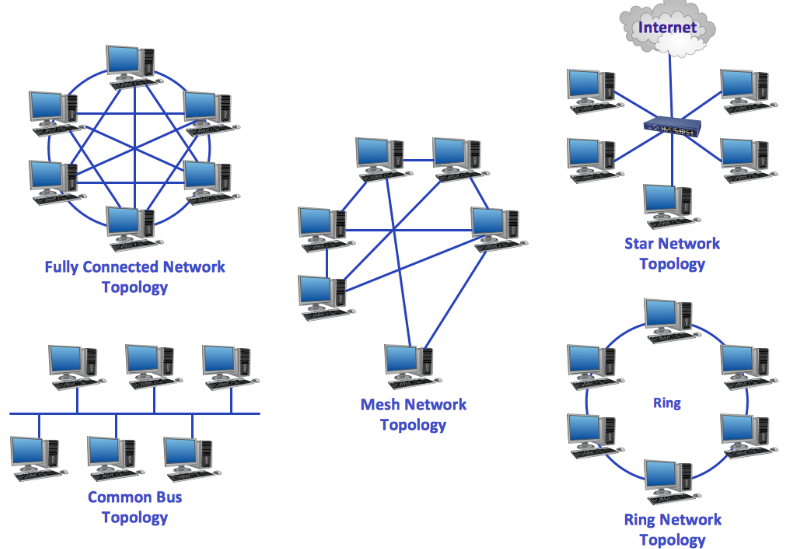 Internet
Fully Connected Network
Topology
Star Network
Topology
Mesh Network
Topology
Common Bus
Topology
Ring
Ring Network
Topology